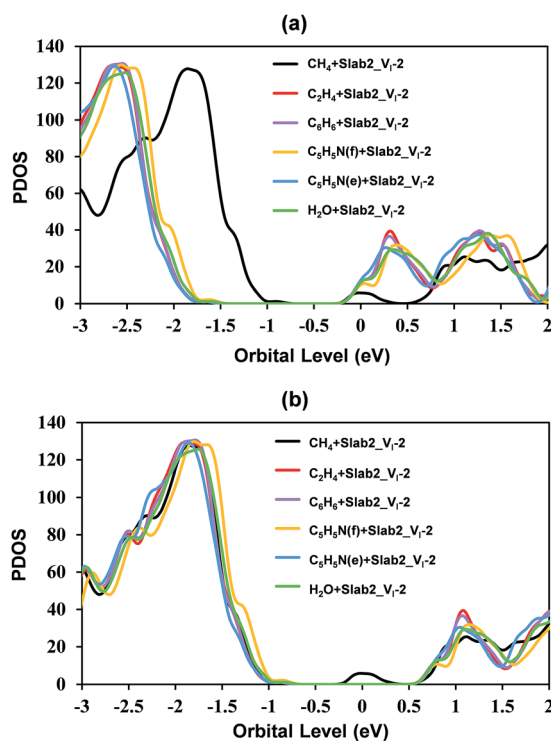 (a)
PDOS
140
120
100
80
60
40
20
0
-3 -2.5 -2 -1.5 -1 -0.5 0 0.5 1 1.5 2
Orbital Level (eV)
CH₄+Slab2_Vᵢ-2
C₂H₄+Slab2_Vᵢ-2
C₆H₆+Slab2_Vᵢ-2
C₅H₅N(f)+Slab2_Vᵢ-2
C₅H₅N(e)+Slab2_Vᵢ-2
H₂O+Slab2_Vᵢ-2
(b)
PDOS
140
120
100
80
60
40
20
0
-3 -2.5 -2 -1.5 -1 -0.5 0 0.5 1 1.5 2
Orbital Level (eV)
CH₄+Slab2_Vᵢ-2
C₂H₄+Slab2_Vᵢ-2
C₆H₆+Slab2_Vᵢ-2
C₅H₅N(f)+Slab2_Vᵢ-2
C₅H₅N(e)+Slab2_Vᵢ-2
H₂O+Slab2_Vᵢ-2